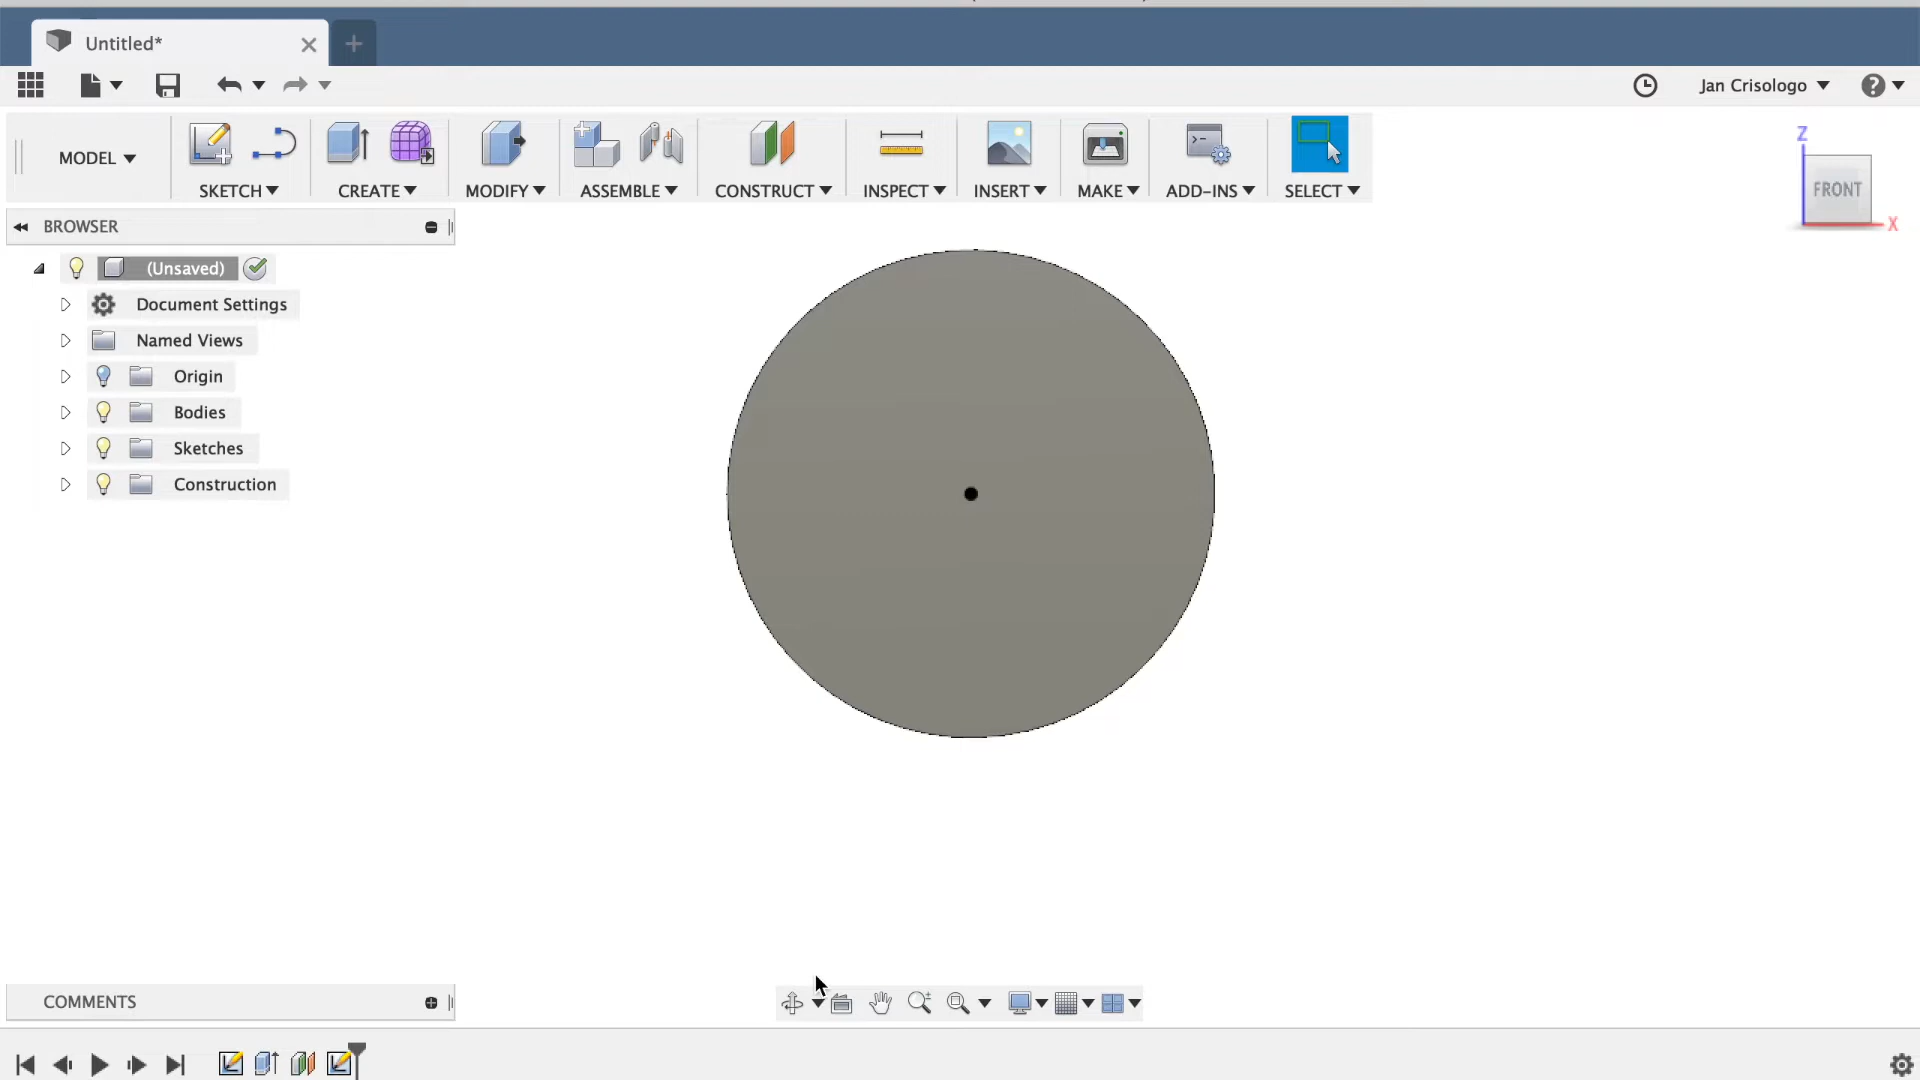 Untitled*
Jan Crisologo
MODEL
SKETCH
CREATE
MODIFY
ASSEMBLE
CONSTRUCT
INSPECT
INSERT
MAKE
ADD-INS
SELECT
Z
FRONT
X
BROWSER
(Unsaved)
Document Settings
Named Views
Origin
Bodies
Sketches
Construction
COMMENTS